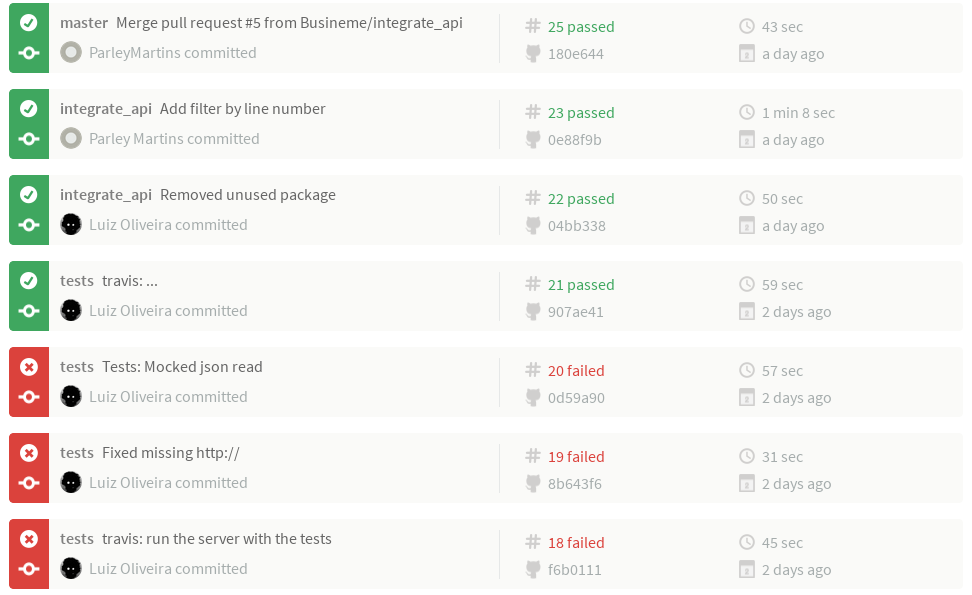 master Merge pull request #5 from Busineme/integrate_api
ParleyMartins committed
# 25 passed
180e644
43 sec
a day ago
integrate_api Add filter by line number
Parley Martins committed
# 23 passed
0e88f9b
1 min 8 sec
a day ago
integrate_api Removed unused package
Luiz Oliveira committed
# 22 passed
04bb338
50 sec
a day ago
tests travis: ...
Luiz Oliveira committed
# 21 passed
907ae41
59 sec
2 days ago
tests Tests: Mocked json read
Luiz Oliveira committed
# 20 failed
0d59a90
57 sec
2 days ago
tests Fixed missing http://
Luiz Oliveira committed
# 19 failed
8b643f6
31 sec
2 days ago
tests travis: run the server with the tests
Luiz Oliveira committed
# 18 failed
f6b0111
45 sec
2 days ago